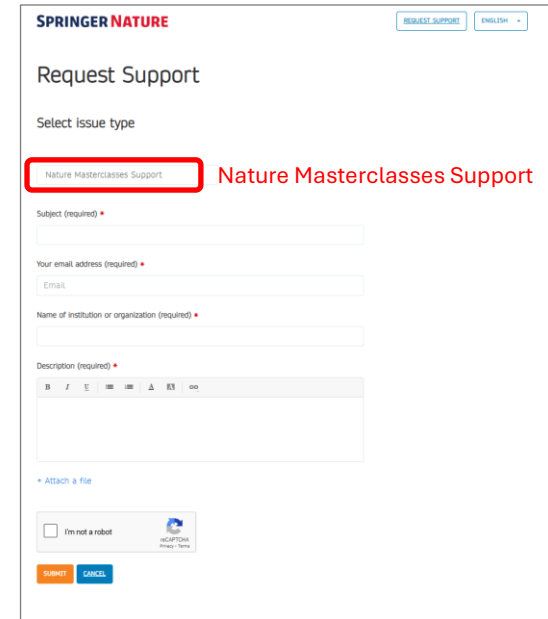 SPRINGER NATURE
REQUEST SUPPORT
ENGLISH
Request Support
Select issue type
Nature Masterclasses Support
Nature Masterclasses Support
Subject (required) *
Your email address (required) *
Email
Name of institution or organization (required) *
Description (required) *
B I U A
+ Attach a file
I'm not a robot
reCAPTCHA
Privacy - Terms
SUBMIT CANCEL